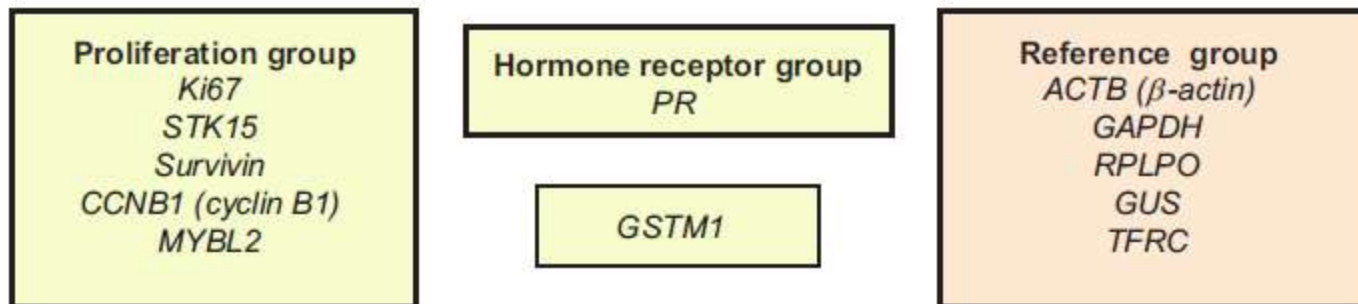 Proliferation group
Ki67
STK15
Survivin
CCNB1 (cyclin B1)
MYBL2
Hormone receptor group
PR
GSTM1
Reference group
ACTB (β-actin)
GAPDH
RPLPO
GUS
TFRC